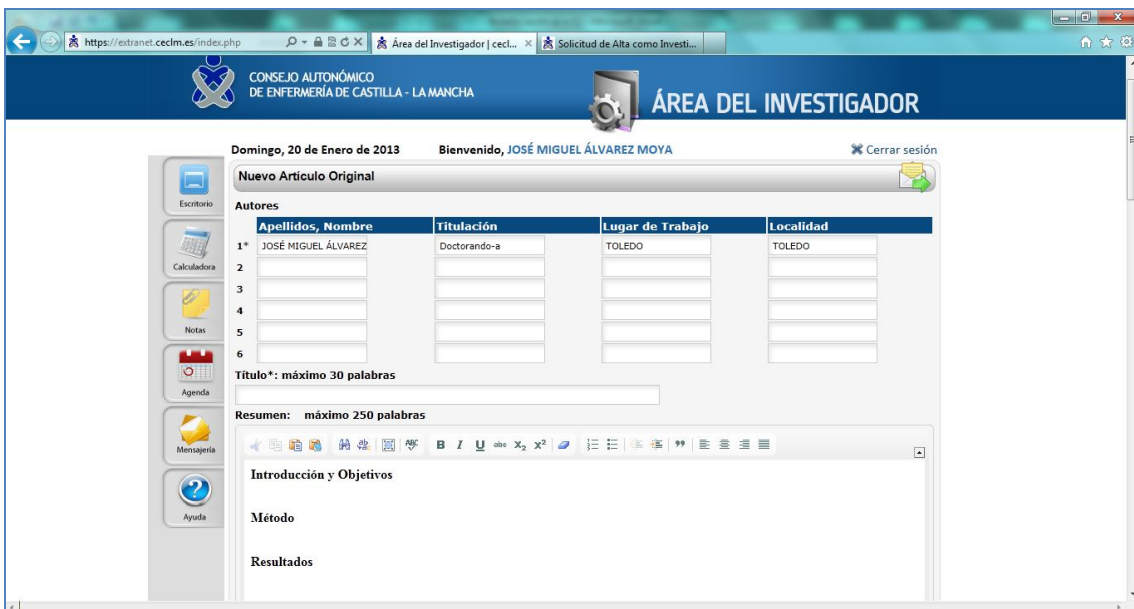 https://extranet.ceclm.es/index.php
Área del Investigador | cecl...
Solicitud de Alta como Investi...
CONSEJO AUTONÓMICO
DE ENFERMERÍA DE CASTILLA - LA MANCHA
ÁREA DEL INVESTIGADOR
Domingo, 20 de Enero de 2013 Bienvenido, JOSÉ MIGUEL ÁLVAREZ MOYA Cerrar sesión
Escritorio
Calculadora
Notas
Agenda
Mensajería
Ayuda
Nuevo Artículo Original
Autores
Apellidos, Nombre Titulación Lugar de Trabajo Localidad
1* JOSÉ MIGUEL ÁLVAREZ Doctorando-a TOLEDO TOLEDO
2
3
4
5
6
Título*: máximo 30 palabras
Resumen: máximo 250 palabras
ABC B I U abc X₂ X²
Introducción y Objetivos
Método
Resultados